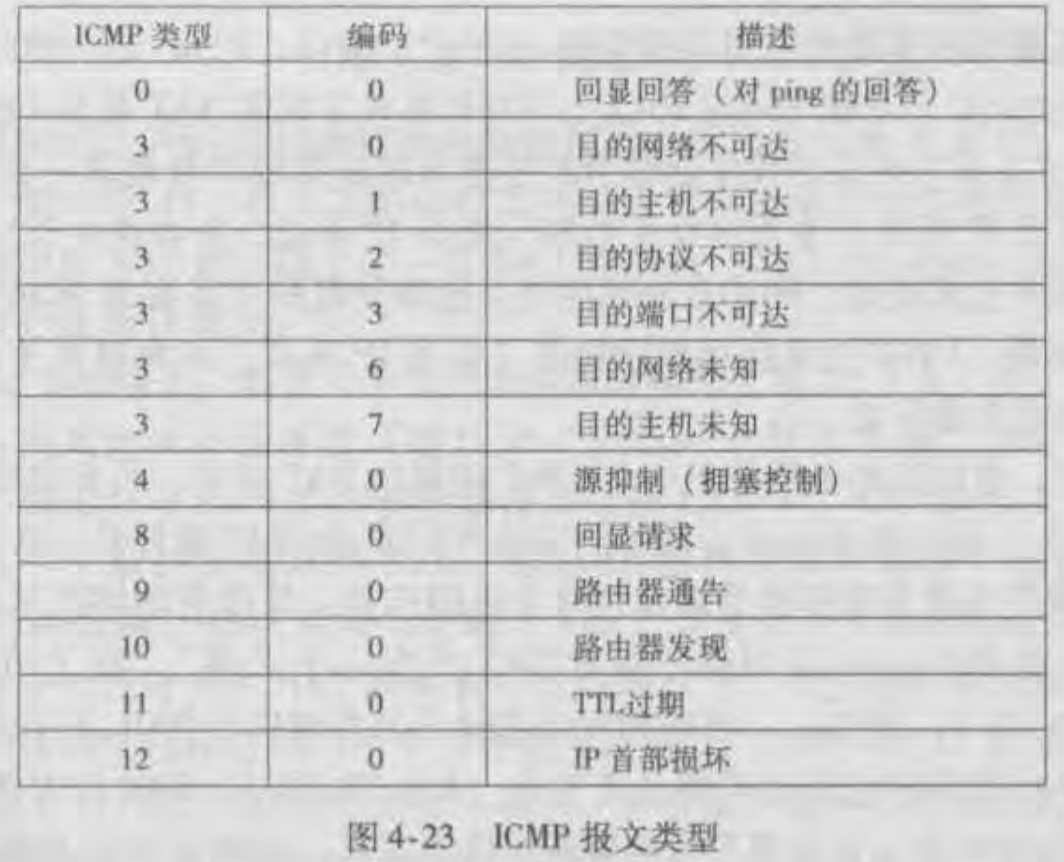 ICMP 类型 编码 描述
0 0 回显回答（对 ping 的回答）
3 0 目的网络不可达
3 1 目的主机不可达
3 2 目的协议不可达
3 3 目的端口不可达
3 6 目的网络未知
3 7 目的主机未知
4 0 源抑制（拥塞控制）
8 0 回显请求
9 0 路由器通告
10 0 路由器发现
11 0 TTL过期
12 0 IP 首部损坏
图 4-23 ICMP 报文类型